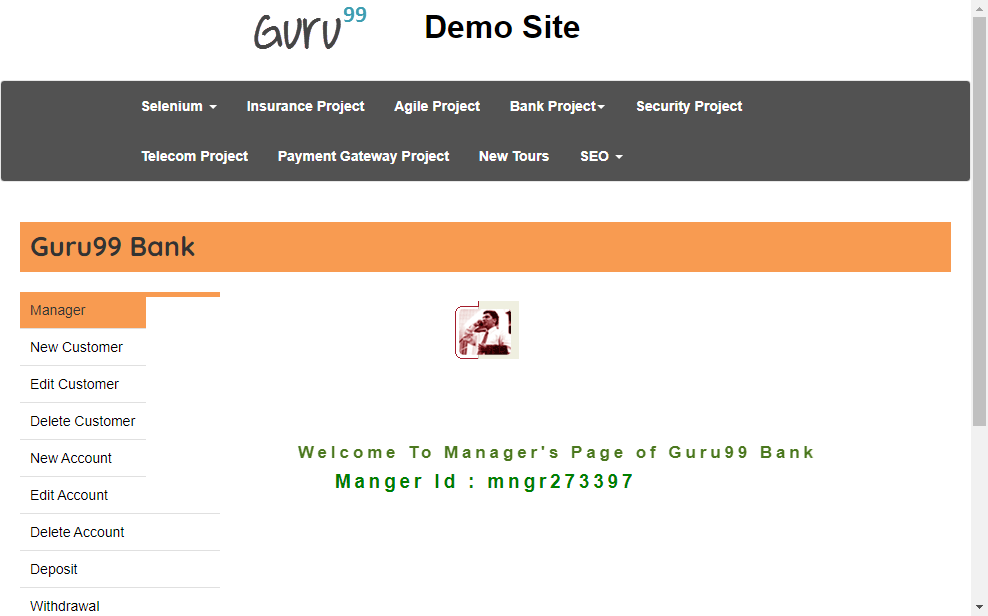 Guru99 Demo Site
Selenium Insurance Project Agile Project Bank Project Security Project
Telecom Project Payment Gateway Project New Tours SEO
Guru99 Bank
Manager
New Customer
Edit Customer
Delete Customer
New Account
Edit Account
Delete Account
Deposit
Withdrawal
Welcome To Manager's Page of Guru99 Bank
Manger Id : mngr273397